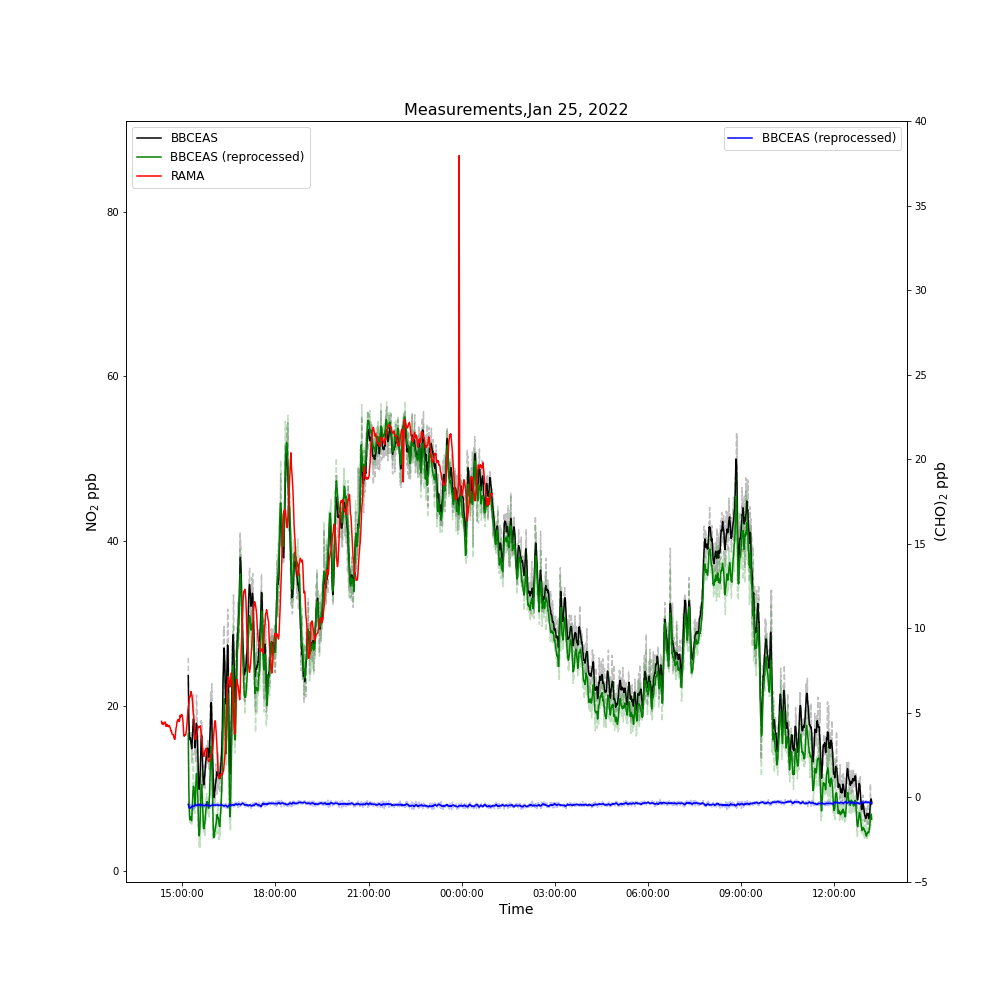 Measurements,Jan 25, 2022
BBCEAS
BBCEAS (reprocessed)
RAMA
BBCEAS (reprocessed)
NO₂ ppb
80
60
40
20
0
(CHO)₂ ppb
40
35
30
25
20
15
10
5
0
−5
15:00:00 18:00:00 21:00:00 00:00:00 03:00:00 06:00:00 09:00:00 12:00:00
Time